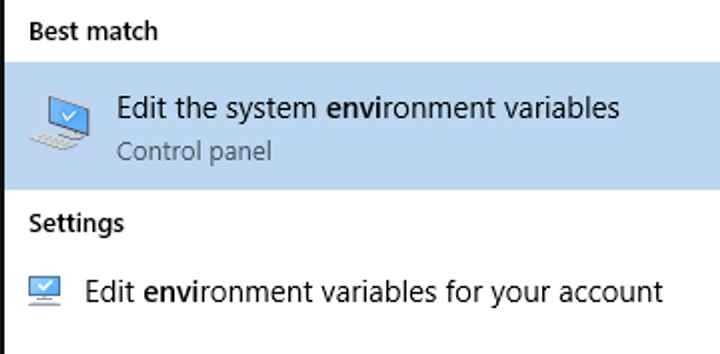 Best match
Edit the system environment variables
Control panel
Settings
Edit environment variables for your account